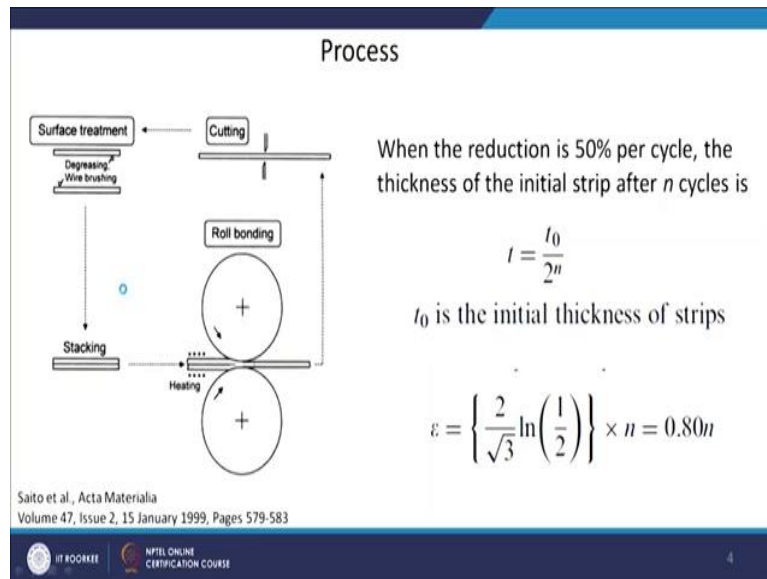 Process
Surface treatment
Cutting
Degreasing
Wire brushing
Roll bonding
Stacking
Heating
When the reduction is 50% per cycle, the
thickness of the initial strip after n cycles is
t = t₀ / 2ⁿ
t₀ is the initial thickness of strips
ε = { 2/√3 ln( 1/2 ) } × n = 0.80n
Saito et al., Acta Materialia
Volume 47, Issue 2, 15 January 1999, Pages 579-583
IIT ROORKEE
NPTEL ONLINE
CERTIFICATION COURSE
4